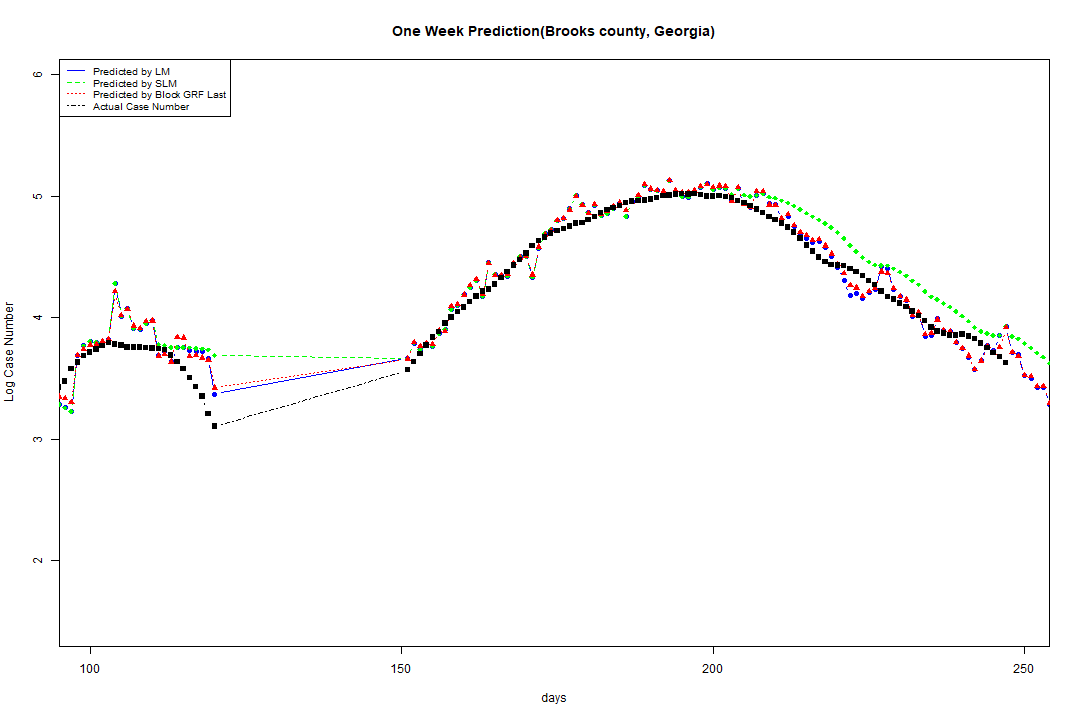 One Week Prediction(Brooks county, Georgia)
Predicted by LM
Predicted by SLM
Predicted by Block GRF Last
Actual Case Number
6
5
4
3
2
Log Case Number
100 150 200 250
days